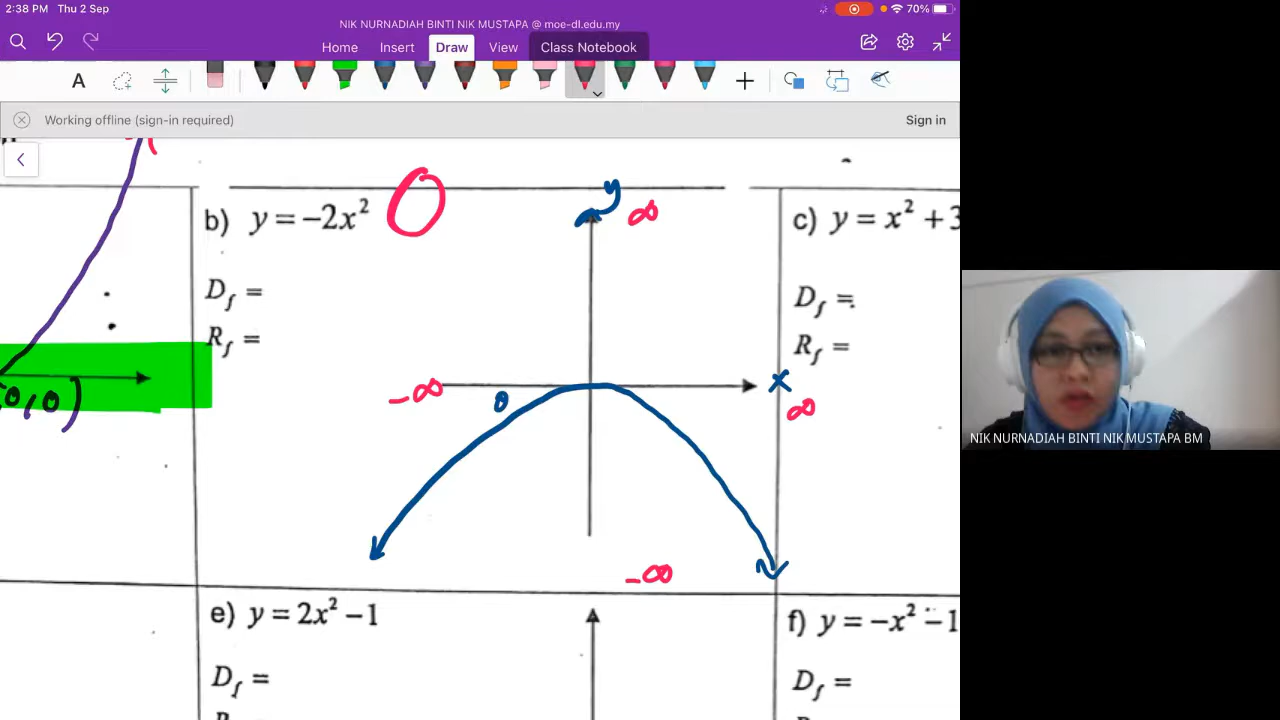 2:38 PM Thu 2 Sep
70%
NIK NURNADIAH BINTI NIK MUSTAPA @ moe-dl.edu.my
Home Insert Draw View Class Notebook
A
Working offline (sign-in required) Sign in
b) y = -2x² 0
D_f =
R_f =
y
∞
-∞
0
x
∞
-∞
(0,0)
c) y = x² + 3
D_f =
R_f =
e) y = 2x² - 1
D_f =
f) y = -x² - 1
D_f =
NIK NURNADIAH BINTI NIK MUSTAPA BM